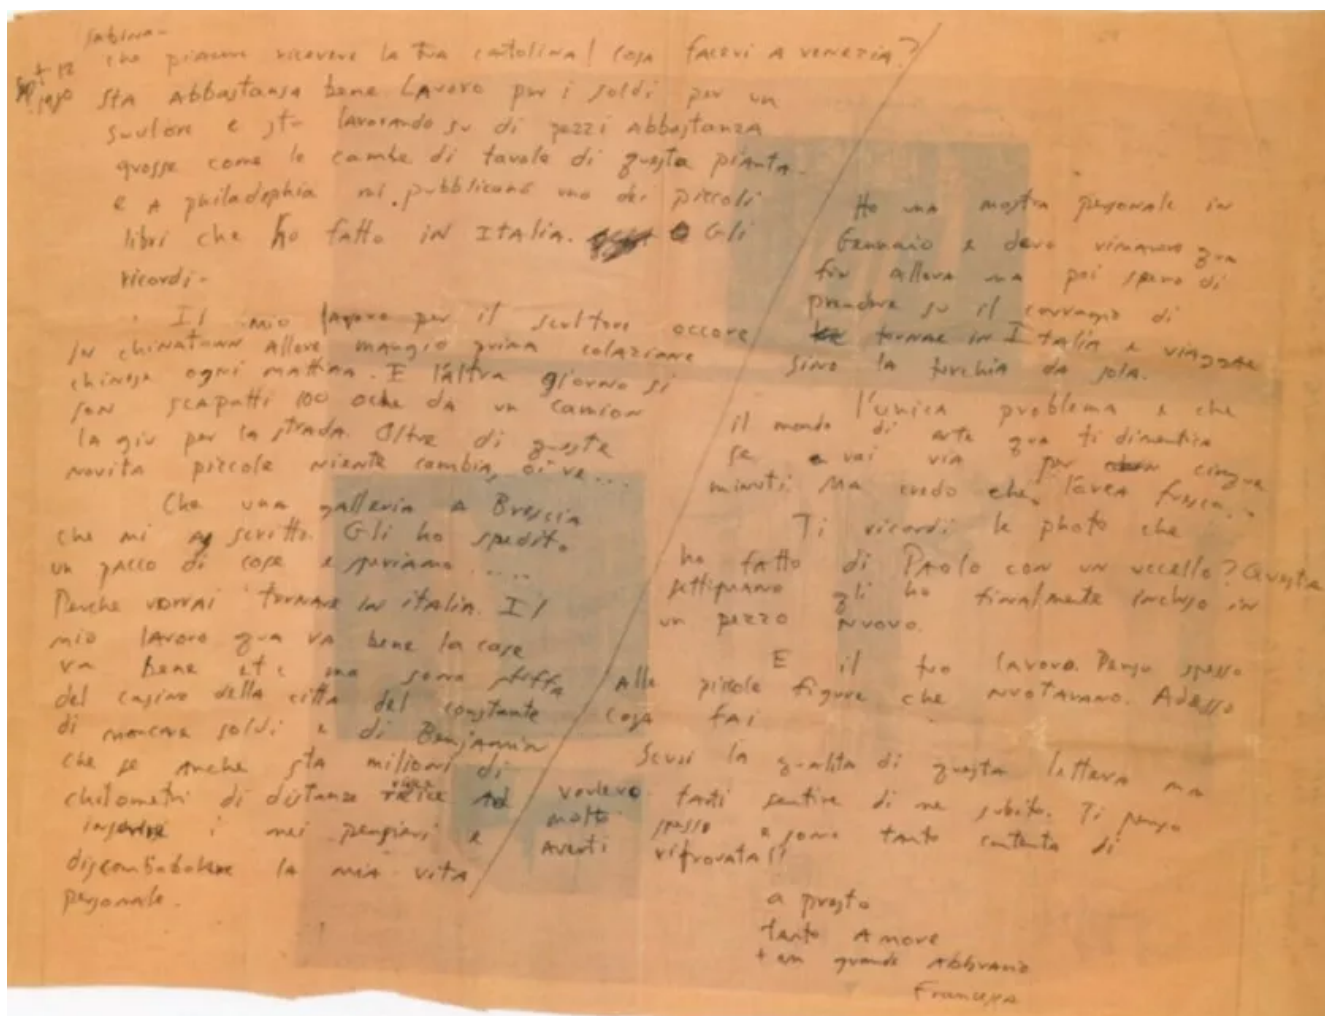 Sabina-
Sept 12 1980
che piacere ricevere la tua cartolina! Cosa facevi a venezia?
Sta Abbastanza bene Lavoro per i soldi per un
e sto lavorando su di pezzi Abbastanza
grosse come le di tavole di questa pianta.
e A philadephia mi pubblicano uno dei piccoli
libri che ho fatto in ITALIA. Gli
ricordi-
Il mio lavoro per il scultore occore
IN chinatown Allora mangio prima colazione
chinese ogni mattina. E l'altra giorno si
son scapatti 100 oche da un camion
la giu per la strada. Oltre di queste
novita piccole niente cambia, oi ve...
Che una galleria a Brescia
che mi scritto. Gli ho spedito
un pacco di cose e speriamo .....
Perche vorrai tornare in italia. Il
mio lavoro qua va bene la case
va bene etc ma sono stuffa
del casino della citta del constante
di mancare soldi e di Benjamin
che se anche sta milioni di
chilometri di distanze
i miei pensieri e
discombobolare la mia vita
personale.
Ho una mostra personale in
Gennaio e devo rimanere qua
fin allora ma poi spero di
prendere su il corragio di
tornae in Italia e viaggae
sino la turchia da sola.
l'unica problema e che
il mondo di arte qua ti dimentica
se vai via per cinque
minuti. Ma credo che l'area fresca..
Ti ricordi le photo che
ho fatto di Paolo con un uccello? Questa
settimano gli ho finalmente incluso in
un pezzo nuovo.
E il tuo lavoro. Penso spesso
Alle piccole figure che nuotavano. Adesso
cosa fai
Scusi la qualita di questa lettera ma
volevo farti sentire di me subito. Ti penso
molto spesso e sono tanto contenta di
averti ritrovata!!
a presto
tanto Amore
+ un grande Abbracio
Francesca